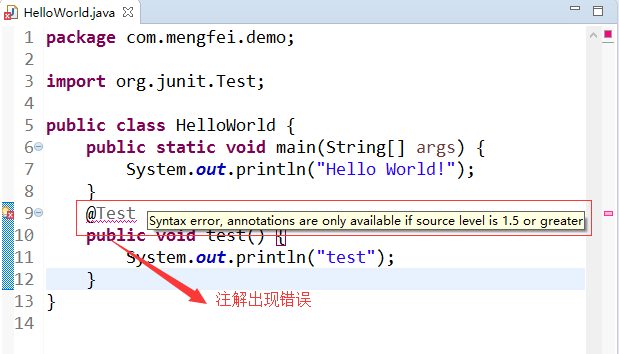 HelloWorld.java
1 package com.mengfei.demo;
2
3 import org.junit.Test;
4
5 public class HelloWorld {
6 public static void main(String[] args) {
7 System.out.println("Hello World!");
8 }
9 @Test
Syntax error, annotations are only available if source level is 1.5 or greater
10 public void test() {
11 System.out.println("test");
12 }
13 }
14
注解出现错误